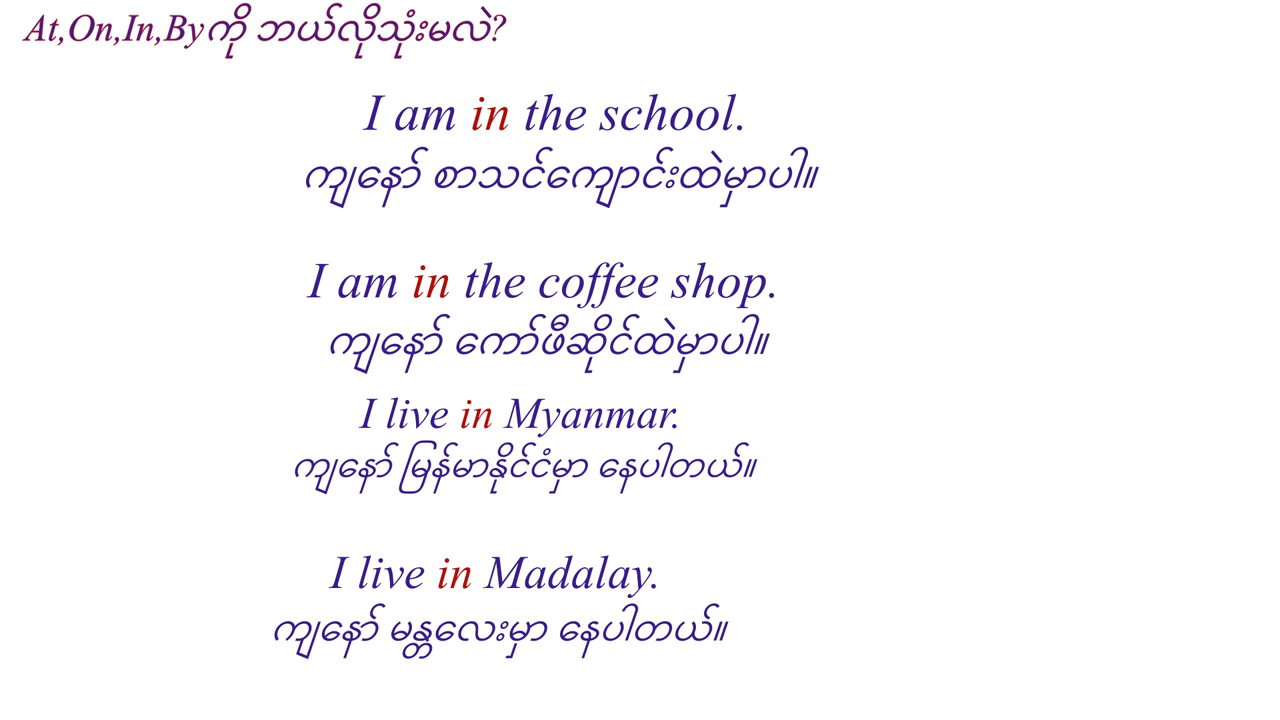 At,On,In,Byကို ဘယ်လိုသုံးမလဲ?
I am in the school.
ကျနော် စာသင်ကျောင်းထဲမှာပါ။
I am in the coffee shop.
ကျနော် ကော်ဖီဆိုင်ထဲမှာပါ။
I live in Myanmar.
ကျနော် မြန်မာနိုင်ငံမှာ နေပါတယ်။
I live in Madalay.
ကျနော် မန္တလေးမှာ နေပါတယ်။